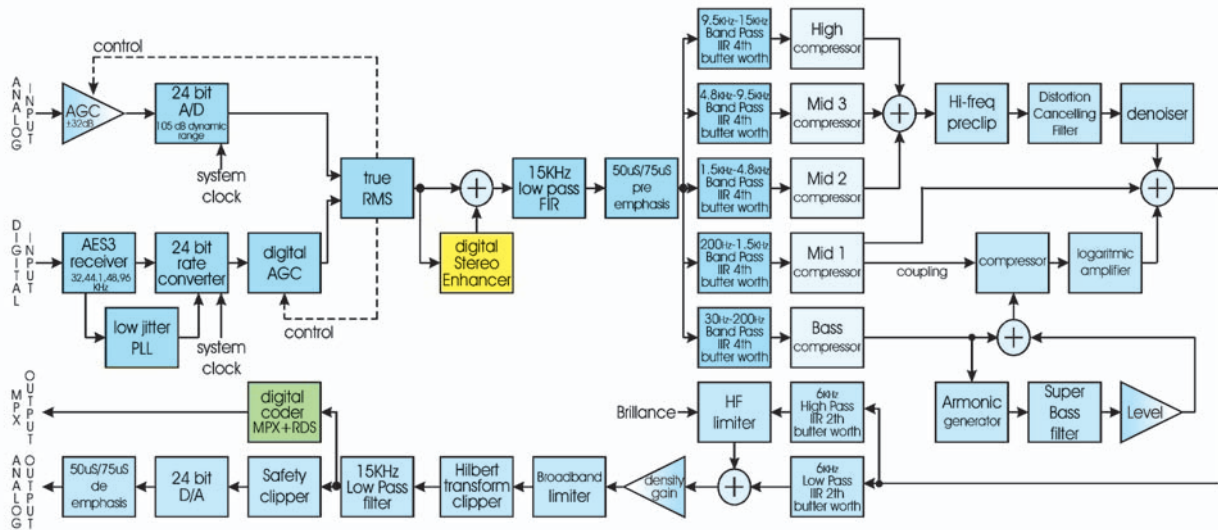 control
ANALOG
INPUT
AGC
±32dB
24 bit
A/D
105 dB dynamic
range
system
clock
DIGITAL
INPUT
AES3
receiver
32,44.1,48,96
KHz
24 bit
rate
converter
digital
AGC
low jitter
PLL
system
clock
control
true
RMS
+
digital
Stereo
Enhancer
15KHz
low pass
FIR
50uS/75uS
pre
emphasis
9.5KHz-15KHz
Band Pass
IIR 4th
butter worth
High
compressor
4.8KHz-9.5KHz
Band Pass
IIR 4th
butter worth
Mid 3
compressor
1.5KHz-4.8KHz
Band Pass
IIR 4th
butter worth
Mid 2
compressor
200Hz-1.5KHz
Band Pass
IIR 4th
butter worth
Mid 1
compressor
30Hz-200Hz
Band Pass
IIR 4th
butter worth
Bass
compressor
+
Hi-freq
preclip
Distortion
Cancelling
Filter
denoiser
+
coupling
compressor
logaritmic
amplifier
+
Armonic
generator
Super
Bass
filter
Level
6KHz
High Pass
IIR 2th
butter worth
HF
limiter
Brillance
6KHz
Low Pass
IIR 2th
butter worth
+
density
gain
Broadband
limiter
Hilbert
transform
clipper
15KHz
Low Pass
filter
digital
coder
MPX+RDS
MPX
OUTPUT
Safety
clipper
24 bit
D/A
50uS/75uS
de
emphasis
ANALOG
OUTPUT